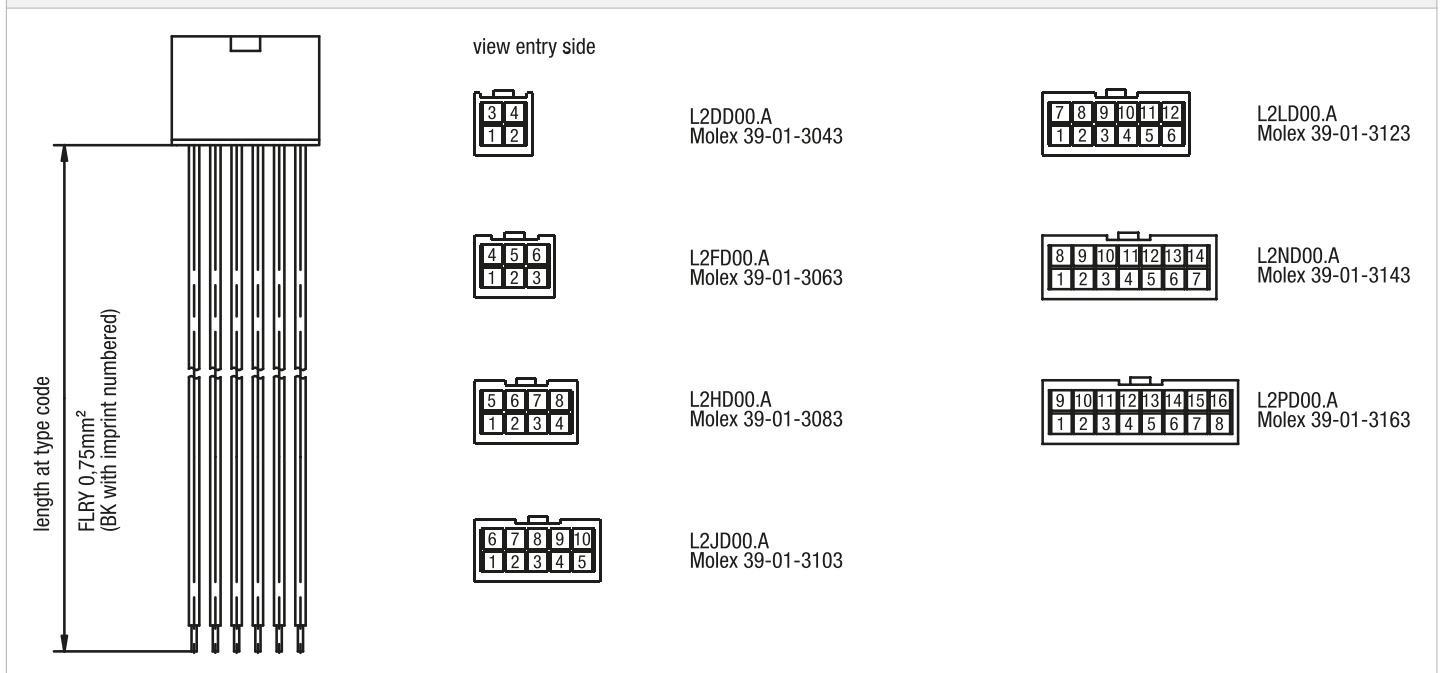 view entry side
3 4
1 2
L2DD00.A
Molex 39-01-3043
4 5 6
1 2 3
L2FD00.A
Molex 39-01-3063
5 6 7 8
1 2 3 4
L2HD00.A
Molex 39-01-3083
6 7 8 9 10
1 2 3 4 5
L2JD00.A
Molex 39-01-3103
7 8 9 10 11 12
1 2 3 4 5 6
L2LD00.A
Molex 39-01-3123
8 9 10 11 12 13 14
1 2 3 4 5 6 7
L2ND00.A
Molex 39-01-3143
9 10 11 12 13 14 15 16
1 2 3 4 5 6 7 8
L2PD00.A
Molex 39-01-3163
length at type code
FLRY 0,75mm²
(BK with imprint numbered)